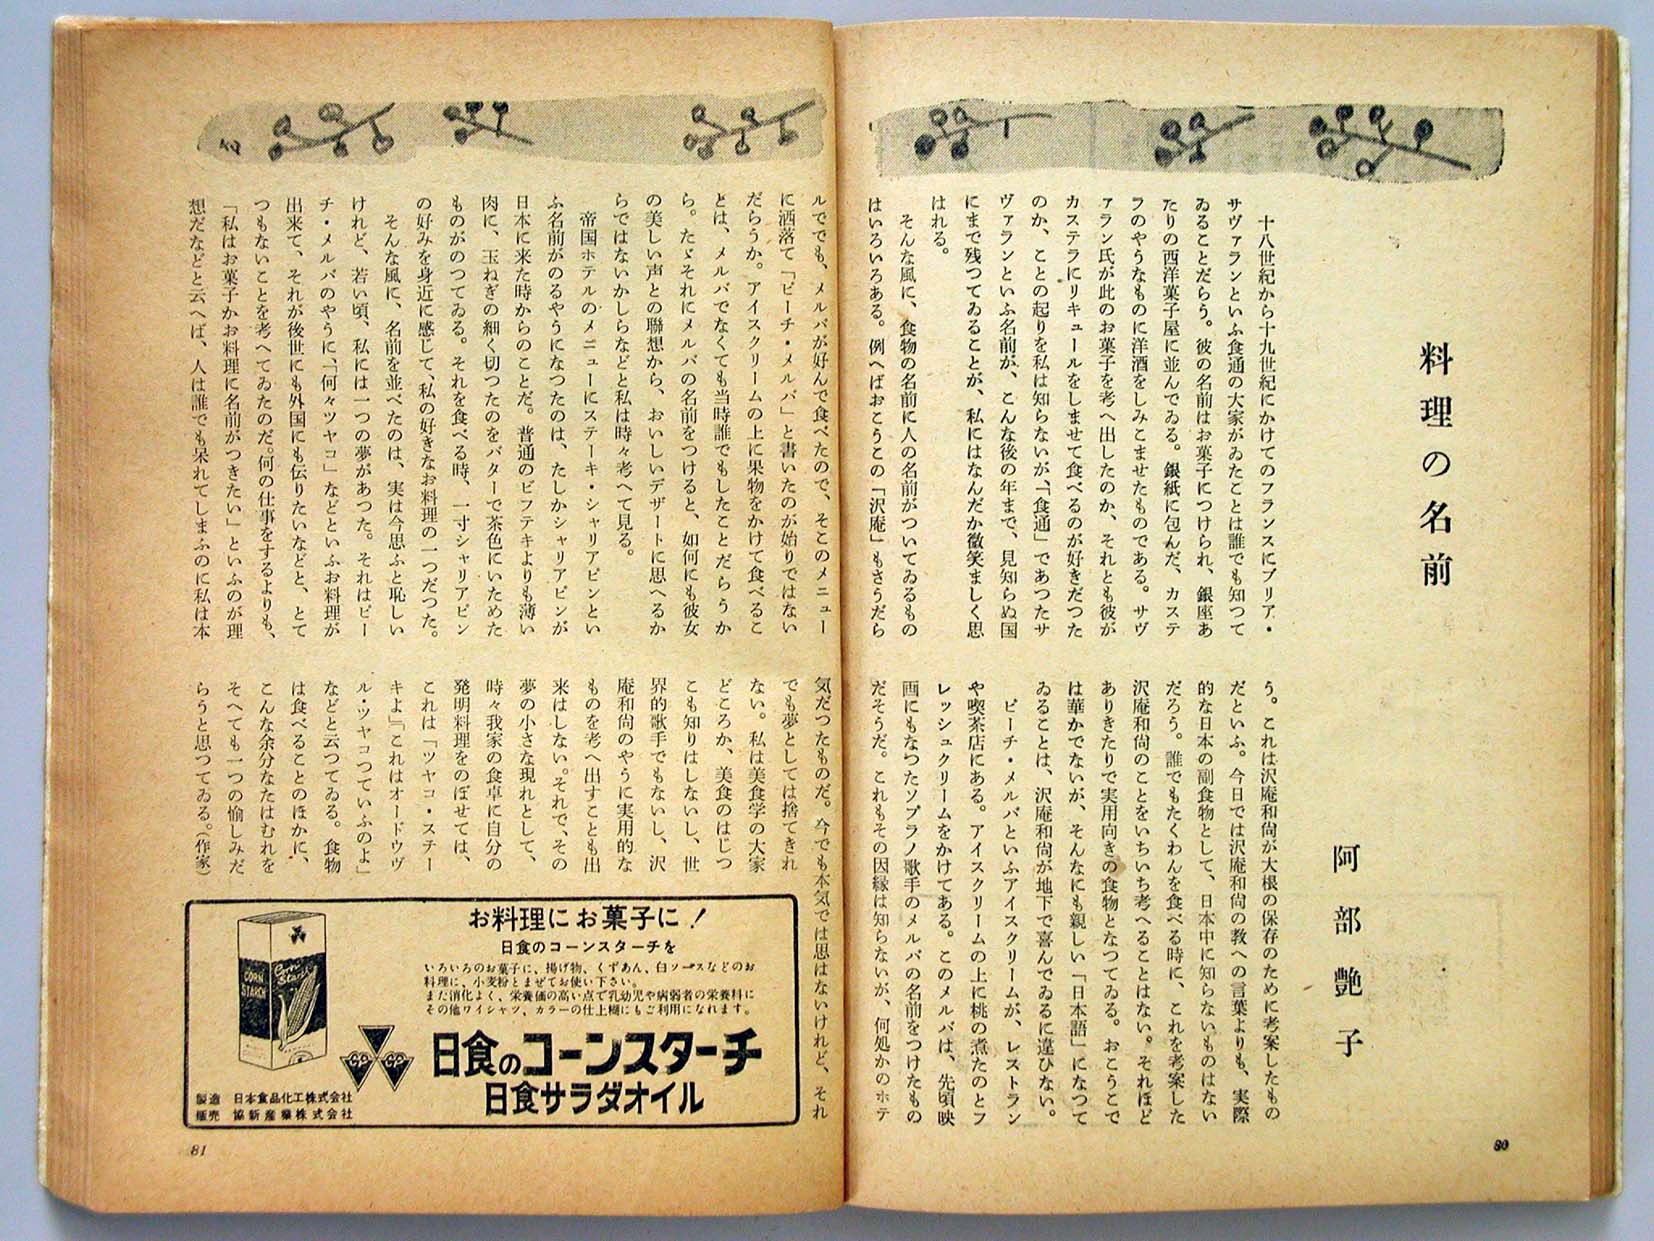 料理の名前
阿部艶子
十八世紀から十九世紀にかけてのフランスにブリア・
サヴァランといふ食通の大家がゐたことは誰でも知つて
ゐることだらう。彼の名前はお菓子につけられ、銀座あ
たりの西洋菓子屋に並んでゐる。銀紙に包んだ、カステ
ラのやうなものに洋酒をしみこませたものである。サヴ
ァラン氏が此のお菓子を考へ出したのか、それとも彼が
カステラにリキュールをしませて食べるのが好きだつた
のか、ことの起りを私は知らないが、「食通」であつたサ
ヴァランといふ名前が、こんな後の年まで、見知らぬ国
にまで残つてゐることが、私にはなんだか微笑ましく思
はれる。
そんな風に、食物の名前に人の名前がついてゐるもの
はいろいろある。例へばおこうこの「沢庵」もさうだら
う。これは沢庵和尚が大根の保存のために考案したもの
だといふ。今日では沢庵和尚の教への言葉よりも、実際
的な日本の副食物として、日本中に知らないものはない
だろう。誰でもたくわんを食べる時に、これを考案した
沢庵和尚のことをいちいち考へることはない。それほど
ありきたりで実用向きの食物となつてゐる。おこうこで
は華かでないが、そんなにも親しい「日本語」になつて
ゐることは、沢庵和尚が地下で喜んでゐるに違ひない。
ピーチ・メルバといふアイスクリームが、レストラン
や喫茶店にある。アイスクリームの上に桃の煮たのとフ
レッシュクリームをかけてある。このメルバは、先頃映
画にもなつたソプラノ歌手のメルバの名前をつけたもの
だそうだ。これもその因縁は知らないが、何処かのホテ
80
ルででも、メルバが好んで食べたので、そこのメニュー
に洒落て「ピーチ・メルバ」と書いたのが始りではない
だらうか。アイスクリームの上に果物をかけて食べるこ
とは、メルバでなくても当時誰でもしたことだらうか
ら。たゞそれにメルバの名前をつけると、如何にも彼女
の美しい声との聯想から、おいしいデザートに思へるか
らではないかしらなどと私は時々考へて見る。
帝国ホテルのメニューにステーキ・シャリアピンとい
ふ名前がのるやうになつたのは、たしかシャリアピンが
日本に来た時からのことだ。普通のビフテキよりも薄い
肉に、玉ねぎの細く切つたのをバターで茶色にいためた
ものがのつてゐる。それを食べる時、一寸シャリアピン
の好みを身近に感じて、私の好きなお料理の一つだつた。
そんな風に、名前を並べたのは、実は今思ふと恥しい
けれど、若い頃、私には一つの夢があつた。それはピー
チ・メルバのやうに、「何々ツヤコ」などといふお料理が
出来て、それが後世にも外国にも伝りたいなどと、とて
つもないことを考へてゐたのだ。何の仕事をするよりも、
「私はお菓子かお料理に名前がつきたい」といふのが理
想だなどと云へば、人は誰でも呆れてしまふのに私は本
気だつたものだ。今でも本気では思はないけれど、それ
でも夢としては捨てきれ
ない。私は美食学の大家
どころか、美食のはじつ
こも知りはしないし、世
界的歌手でもないし、沢
庵和尚のやうに実用的な
ものを考へ出すことも出
来はしない。それで、その
夢の小さな現れとして、
時々我家の食卓に自分の
発明料理をのぼせては、
これは「ツヤコ・ステー
キよ」「これはオードウヴ
ル・ツヤコつていふのよ」
などと云つてゐる。食物
は食べることのほかに、
こんな余分なたはむれを
そへても一つの愉しみだ
らうと思つてゐる。(作家)
お料理にお菓子に!
日食のコーンスターチを
いろいろのお菓子に、揚げ物、くずあん、白ソースなどのお
料理に、小麦粉とまぜてお使い下さい。
また消化よく、栄養価の高い点で乳幼児や病弱者の栄養料に
その他ワイシャツ、カラーの仕上糊にもご利用になれます。
CORN
STARCH
日食のコーンスターチ
日食サラダオイル
製造 日本食品化工株式会社
販売 協新産業株式会社
81